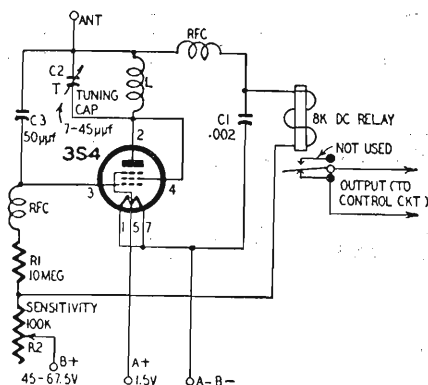 ANT
RFC
C2
T
TUNING
CAP
L
C3
50µµf
7-45µµf
C1
.002
8K DC RELAY
2
3S4
3
4
NOT USED
OUTPUT (TO
CONTROL CKT)
RFC
1 5 7
R1
10MEG
SENSITIVITY
100K
R2
B+
45-67.5V
A+
1.5V
A-B-